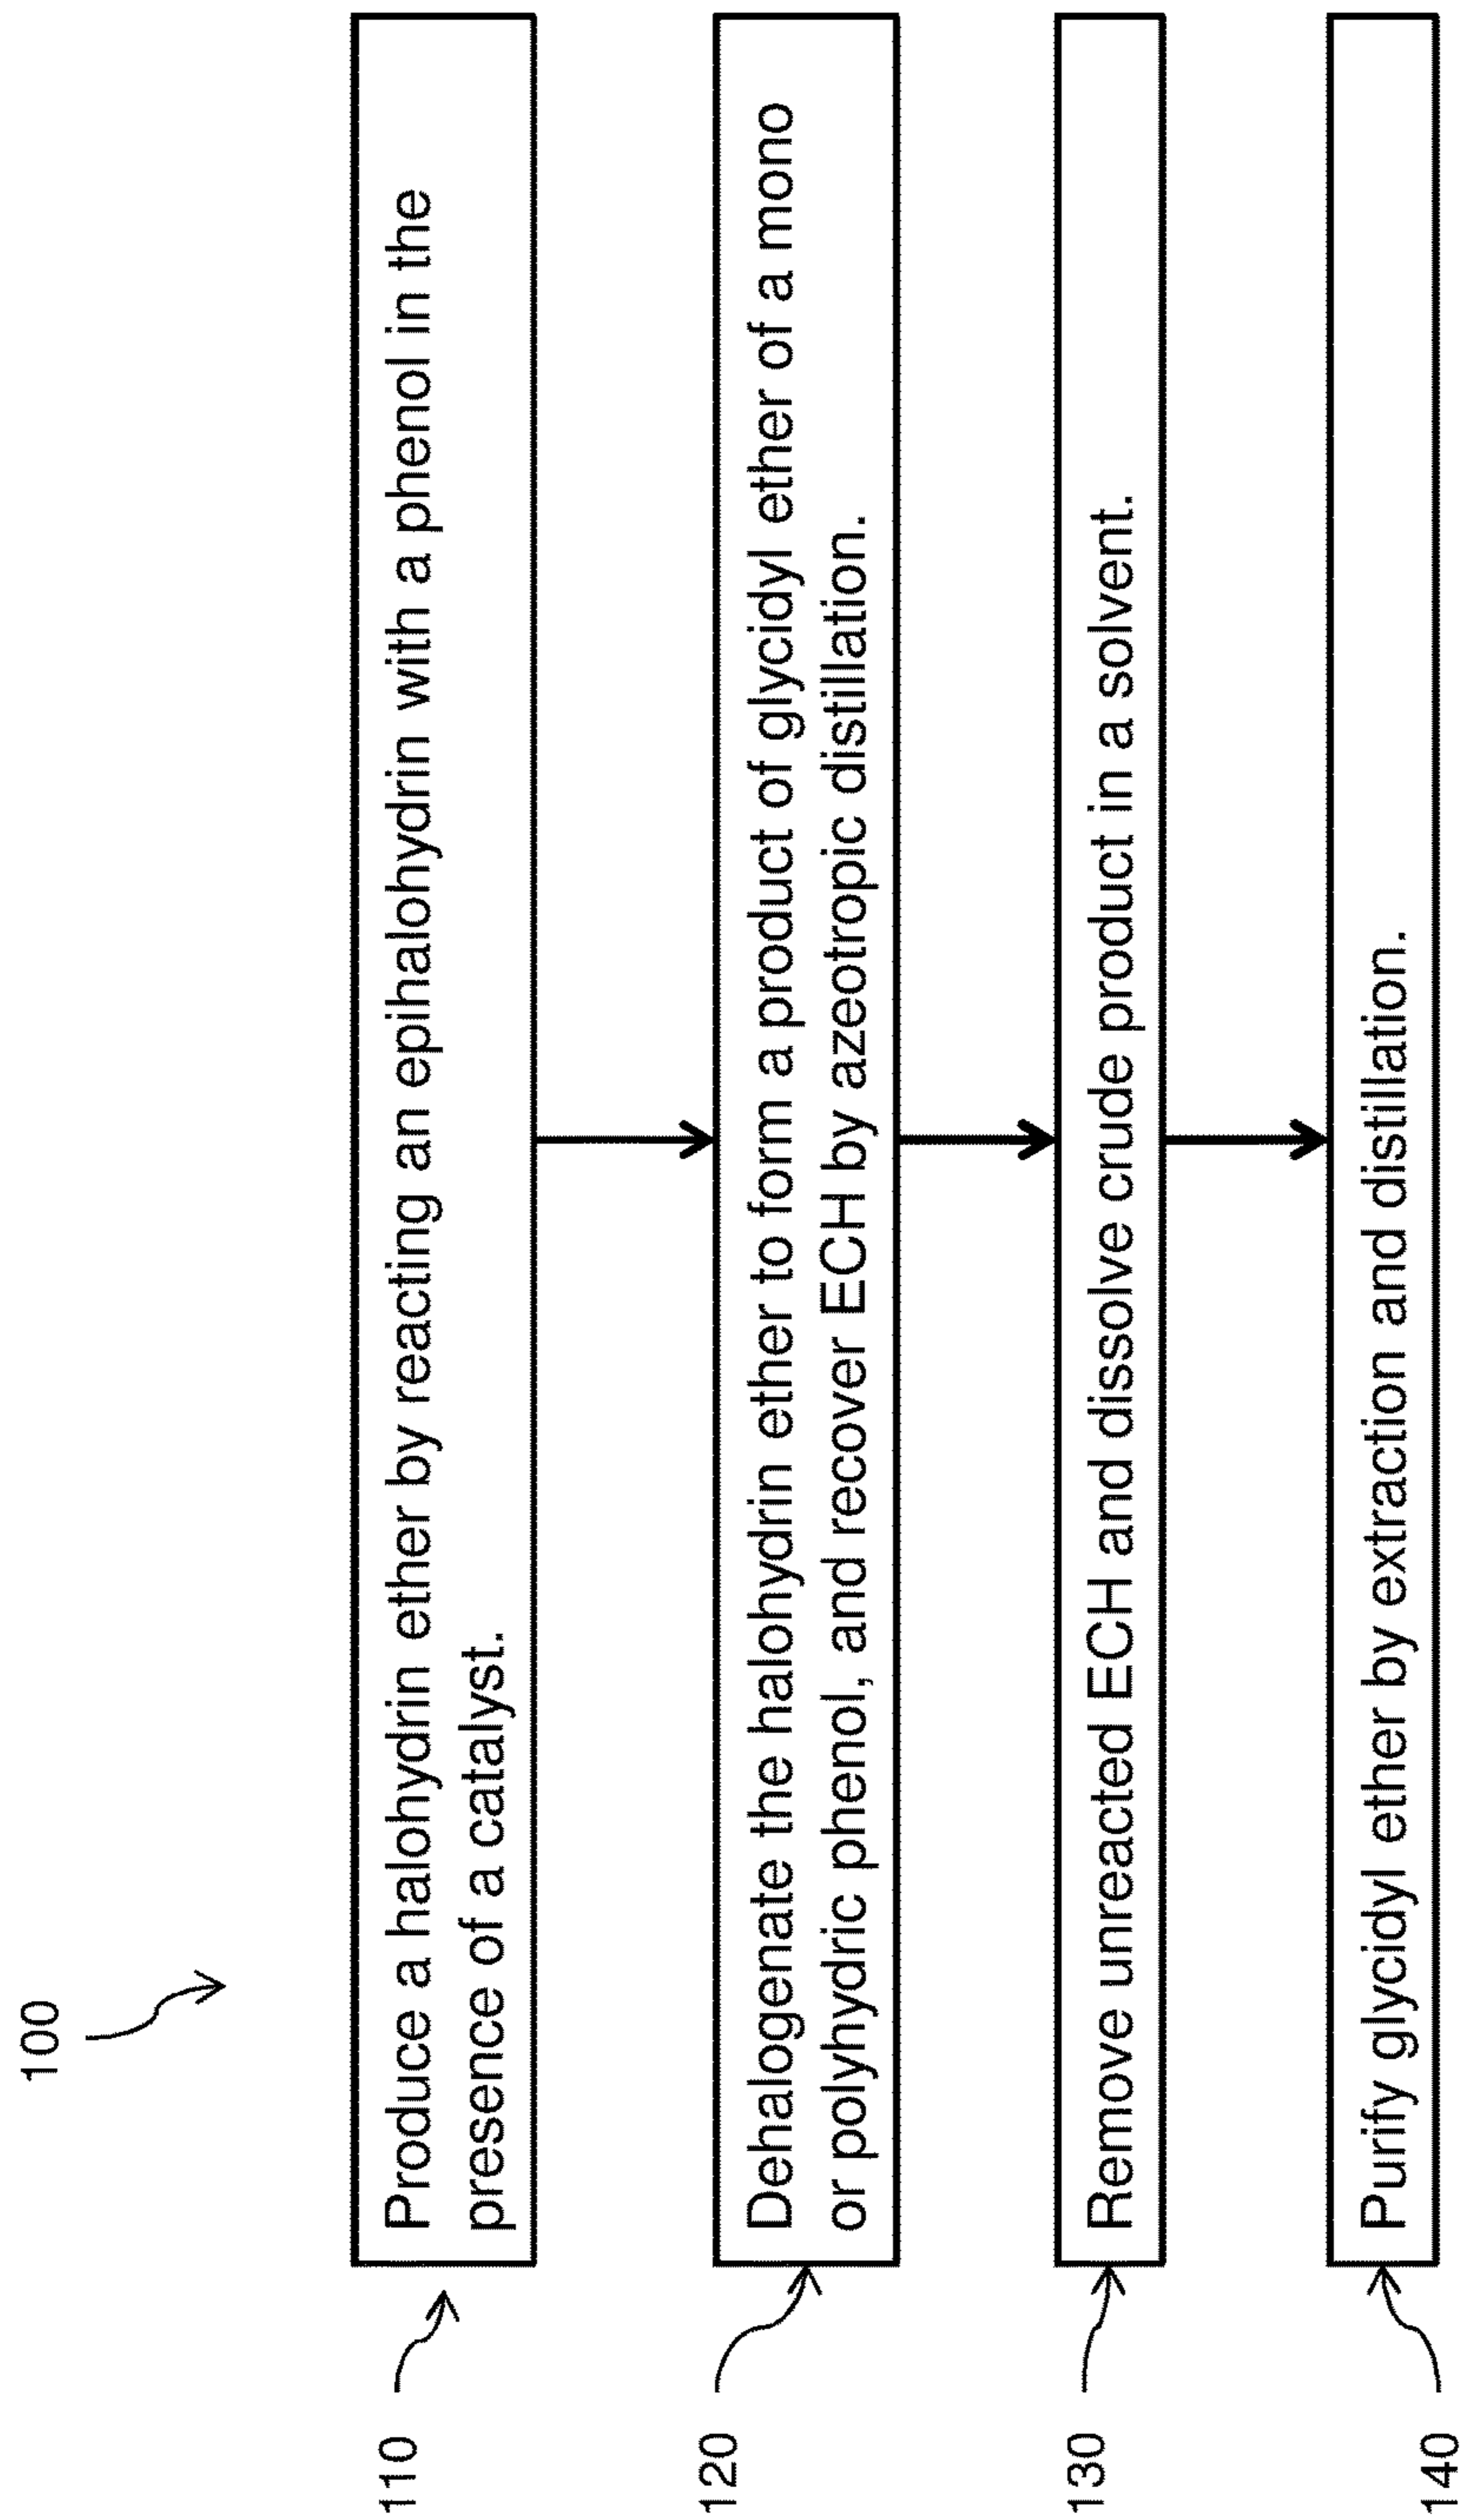 100
110
Produce a halohydrin ether by reacting an epihalohydrin with a phenol in the
presence of a catalyst.
120
Dehalogenate the halohydrin ether to form a product of glycidyl ether of a mono
or polyhydric phenol, and recover ECH by azeotropic distillation.
130
Remove unreacted ECH and dissolve crude product in a solvent.
140
Purify glycidyl ether by extraction and distillation.